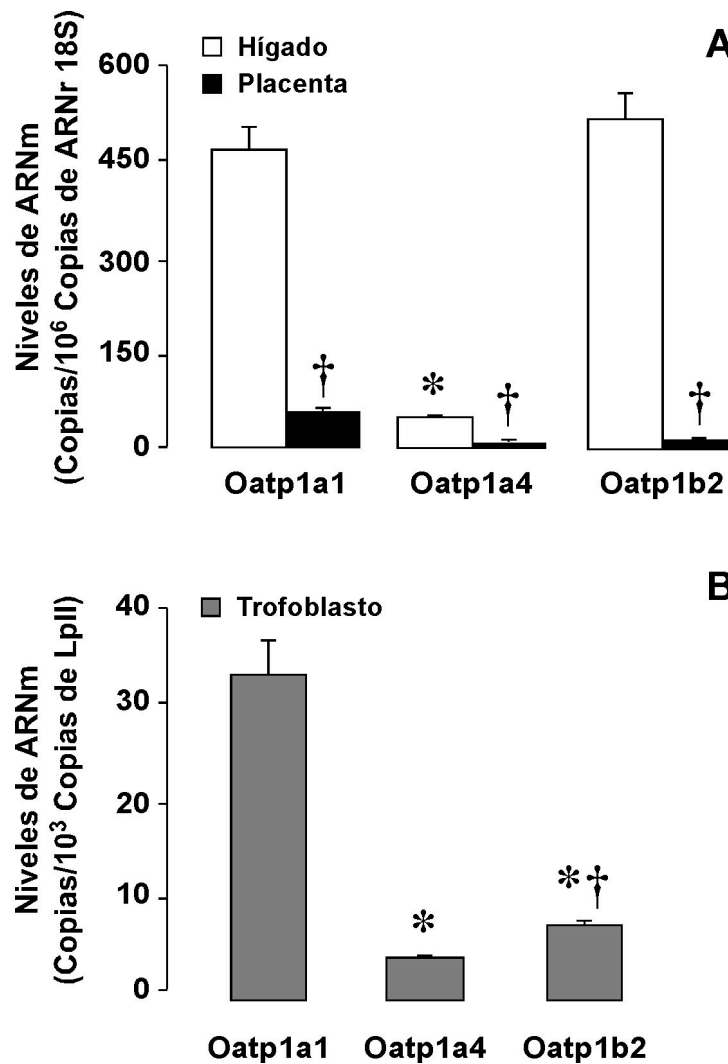 A
Hígado
Placenta
Niveles de ARNm
(Copias/10⁶ Copias de ARNr 18S)
600
450
300
150
0
†
*
†
†
Oatp1a1 Oatp1a4 Oatp1b2
B
Trofoblasto
Niveles de ARNm
(Copias/10³ Copias de LpII)
40
30
20
10
0
*
*†
Oatp1a1 Oatp1a4 Oatp1b2